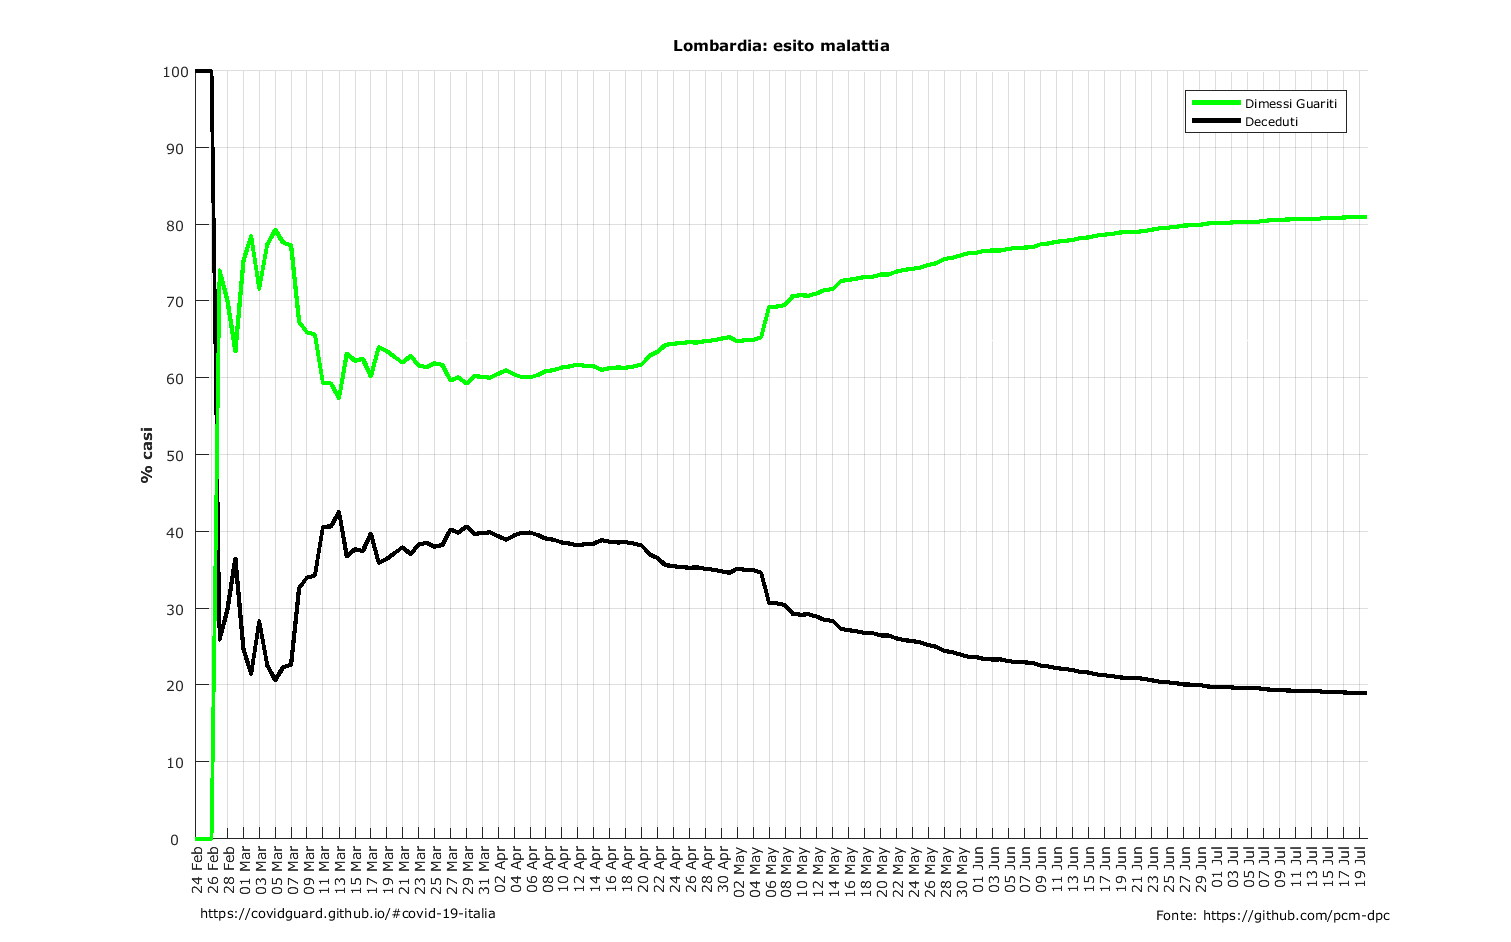 Lombardia: esito malattia
100
90
80
70
60
50
40
30
20
10
0
% casi
Dimessi Guariti
Deceduti
24 Feb
26 Feb
28 Feb
01 Mar
03 Mar
05 Mar
07 Mar
09 Mar
11 Mar
13 Mar
15 Mar
17 Mar
19 Mar
21 Mar
23 Mar
25 Mar
27 Mar
29 Mar
31 Mar
02 Apr
04 Apr
06 Apr
08 Apr
10 Apr
12 Apr
14 Apr
16 Apr
18 Apr
20 Apr
22 Apr
24 Apr
26 Apr
28 Apr
30 Apr
02 May
04 May
06 May
08 May
10 May
12 May
14 May
16 May
18 May
20 May
22 May
24 May
26 May
28 May
30 May
01 Jun
03 Jun
05 Jun
07 Jun
09 Jun
11 Jun
13 Jun
15 Jun
17 Jun
19 Jun
21 Jun
23 Jun
25 Jun
27 Jun
29 Jun
01 Jul
03 Jul
05 Jul
07 Jul
09 Jul
11 Jul
13 Jul
15 Jul
17 Jul
19 Jul
https://covidguard.github.io/#covid-19-italia
Fonte: https://github.com/pcm-dpc